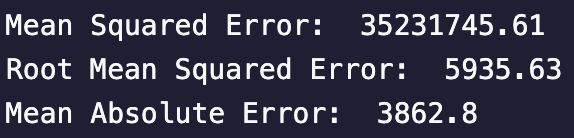 Mean Squared Error:  35231745.61
Root Mean Squared Error:  5935.63
Mean Absolute Error:  3862.8